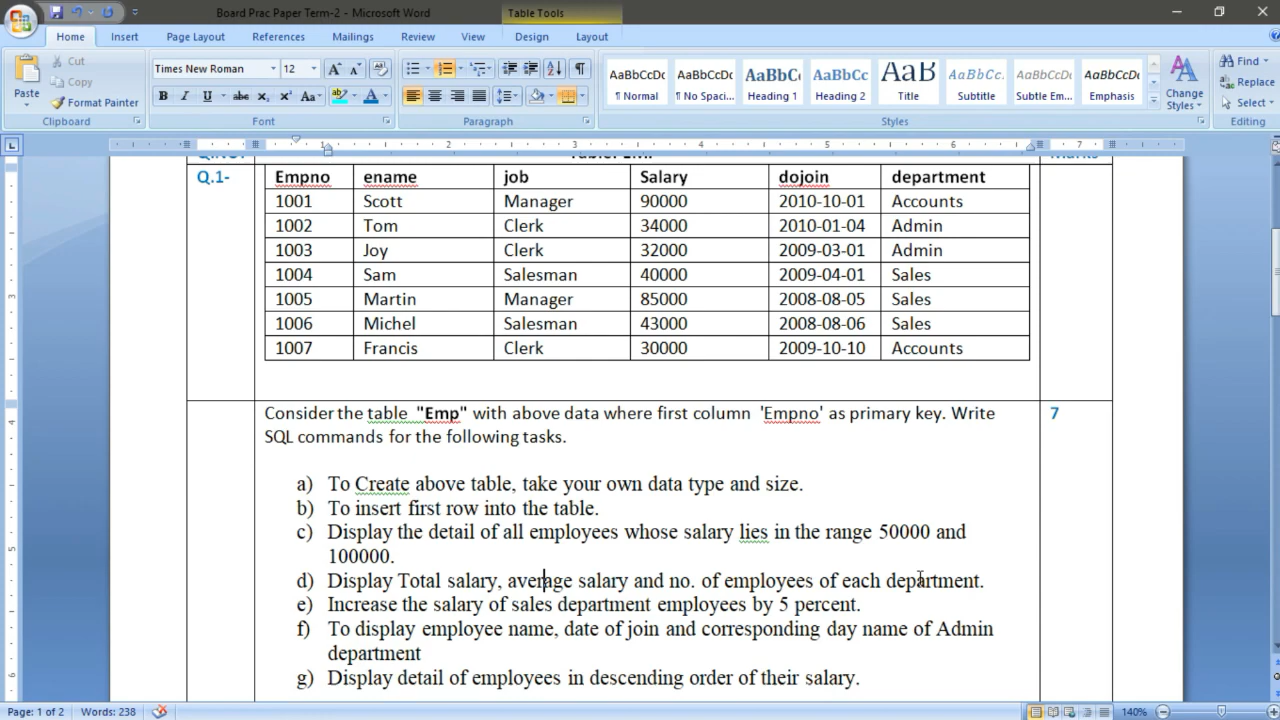 Board Prac Paper Term-2 - Microsoft Word
Table Tools
Home Insert Page Layout References Mailings Review View Design Layout
Paste
Cut
Copy
Format Painter
Clipboard
Times New Roman 12
Font
Paragraph
AaBbCcDc AaBbCcDc AaBbCc AaBbCc AaB AaBbCcL AaBbCcDc AaBbCcDc
¶ Normal ¶ No Spaci... Heading 1 Heading 2 Title Subtitle Subtle Em... Emphasis
Change
Styles
Styles
Find
Replace
Select
Editing
Q.1-
Empno ename job Salary dojoin department
1001 Scott Manager 90000 2010-10-01 Accounts
1002 Tom Clerk 34000 2010-01-04 Admin
1003 Joy Clerk 32000 2009-03-01 Admin
1004 Sam Salesman 40000 2009-04-01 Sales
1005 Martin Manager 85000 2008-08-05 Sales
1006 Michel Salesman 43000 2008-08-06 Sales
1007 Francis Clerk 30000 2009-10-10 Accounts
Consider the table "Emp" with above data where first column 'Empno' as primary key. Write
SQL commands for the following tasks.
7
a) To Create above table, take your own data type and size.
b) To insert first row into the table.
c) Display the detail of all employees whose salary lies in the range 50000 and
100000.
d) Display Total salary, average salary and no. of employees of each department.
e) Increase the salary of sales department employees by 5 percent.
f) To display employee name, date of join and corresponding day name of Admin
department
g) Display detail of employees in descending order of their salary.
Page: 1 of 2 Words: 238 140%